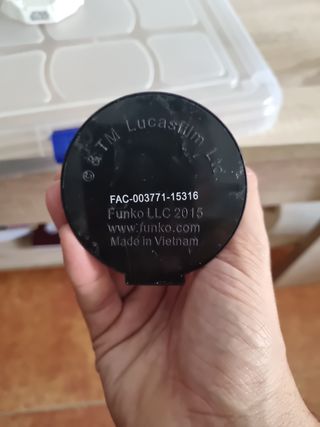 © & TM Lucasfilm Ltd.
FAC-003771-15316
Funko LLC 2015
www.funko.com
Made in Vietnam